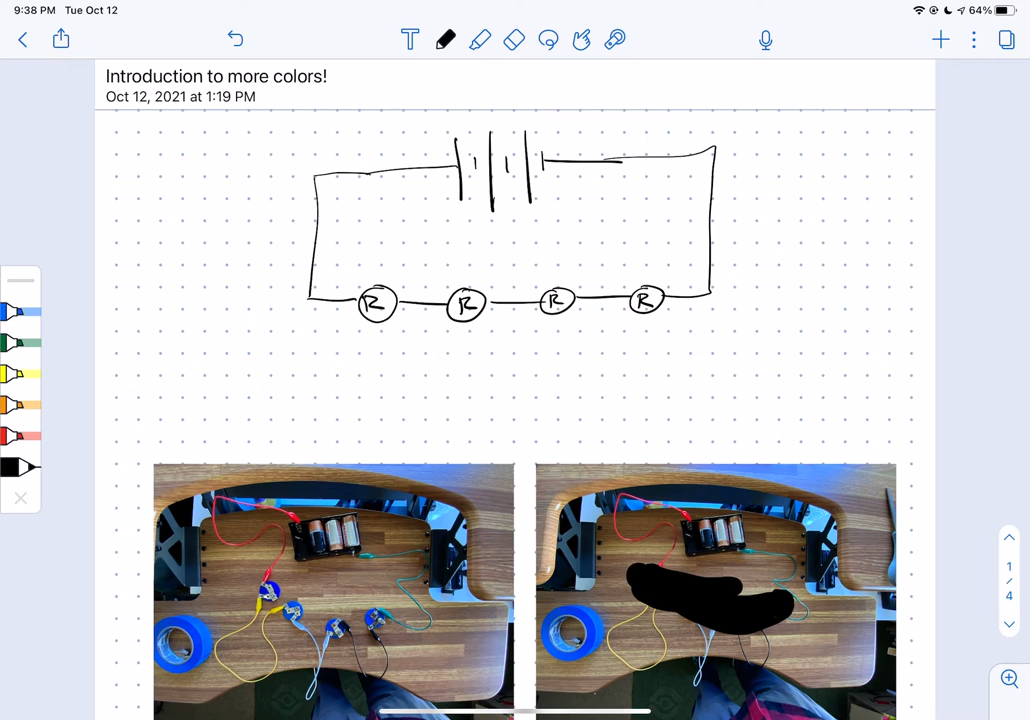 9:38 PM Tue Oct 12
64%
T
Introduction to more colors!
Oct 12, 2021 at 1:19 PM
R R R R
1
/
4